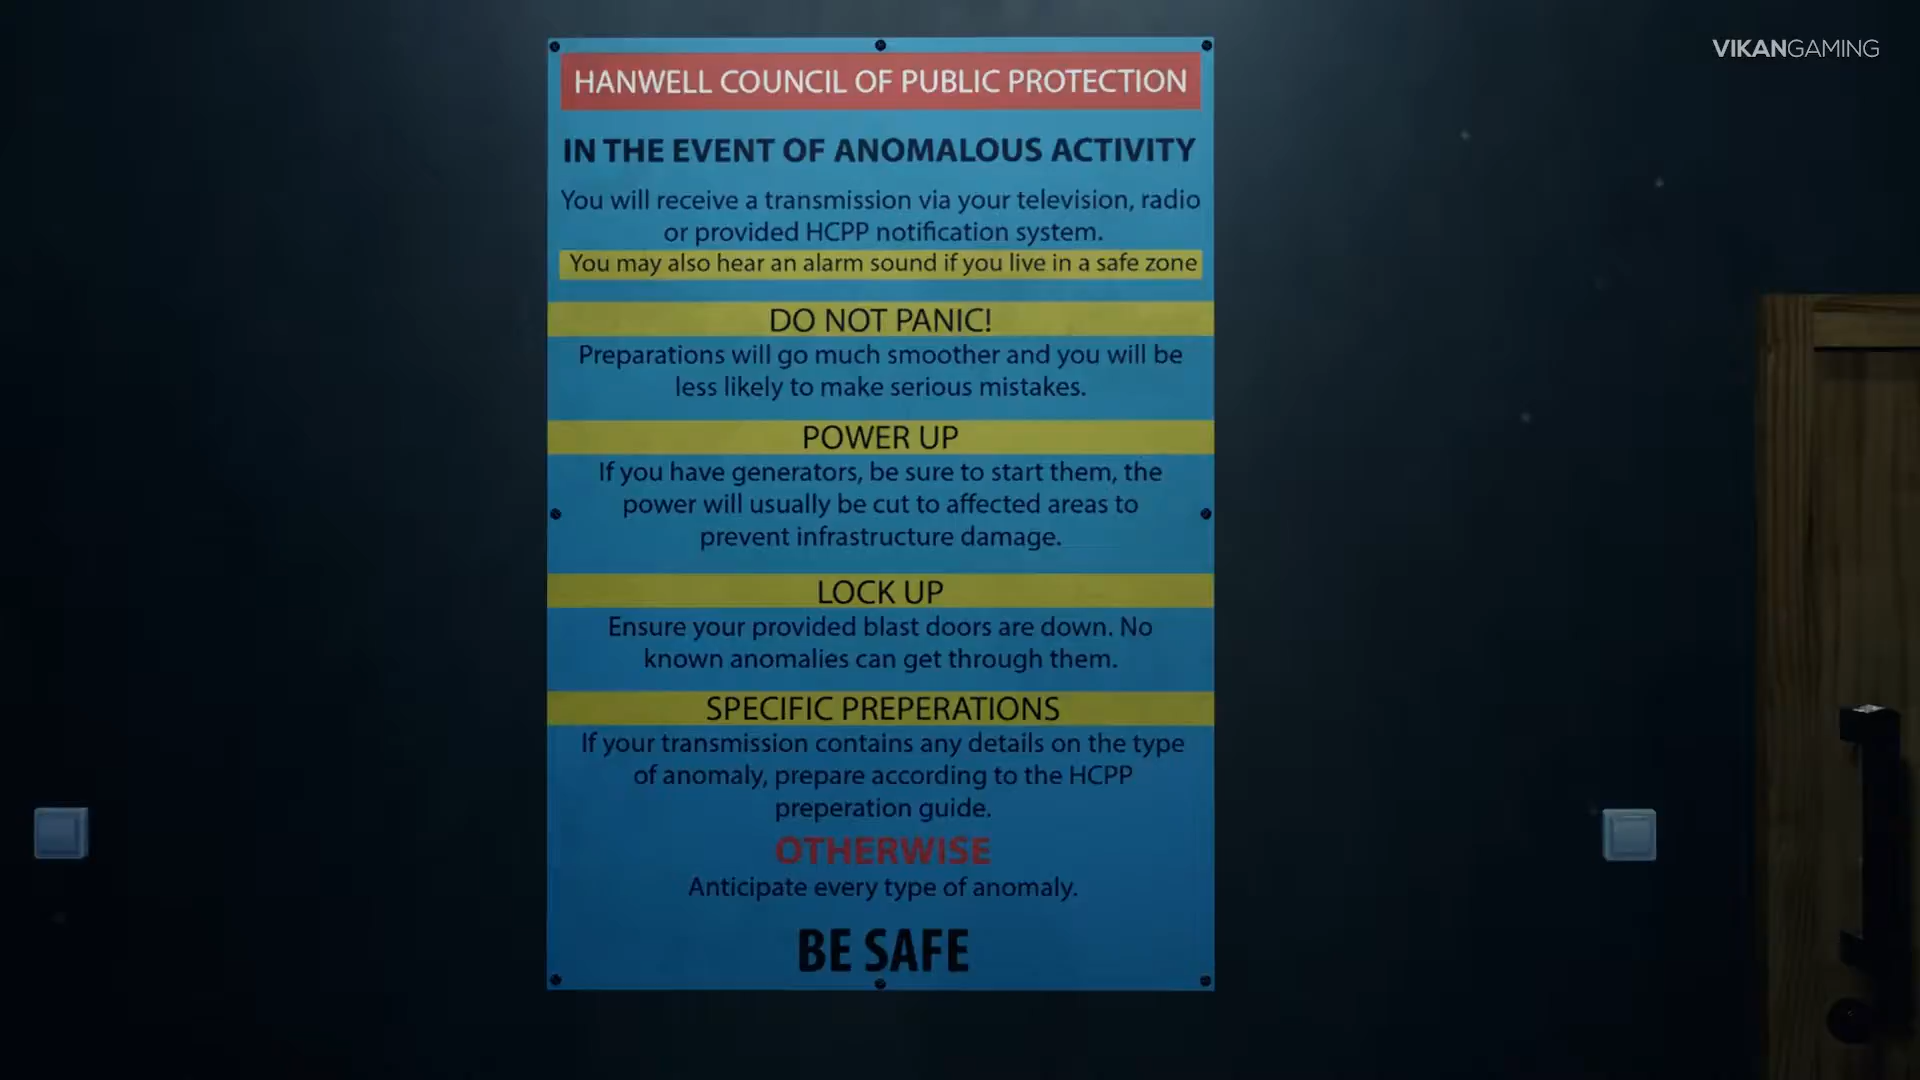 VIKANGAMING
HANWELL COUNCIL OF PUBLIC PROTECTION
IN THE EVENT OF ANOMALOUS ACTIVITY
You will receive a transmission via your television, radio
or provided HCPP notification system.
You may also hear an alarm sound if you live in a safe zone
DO NOT PANIC!
Preparations will go much smoother and you will be
less likely to make serious mistakes.
POWER UP
If you have generators, be sure to start them, the
power will usually be cut to affected areas to
prevent infrastructure damage.
LOCK UP
Ensure your provided blast doors are down. No
known anomalies can get through them.
SPECIFIC PREPERATIONS
If your transmission contains any details on the type
of anomaly, prepare according to the HCPP
preperation guide.
OTHERWISE
Anticipate every type of anomaly.
BE SAFE